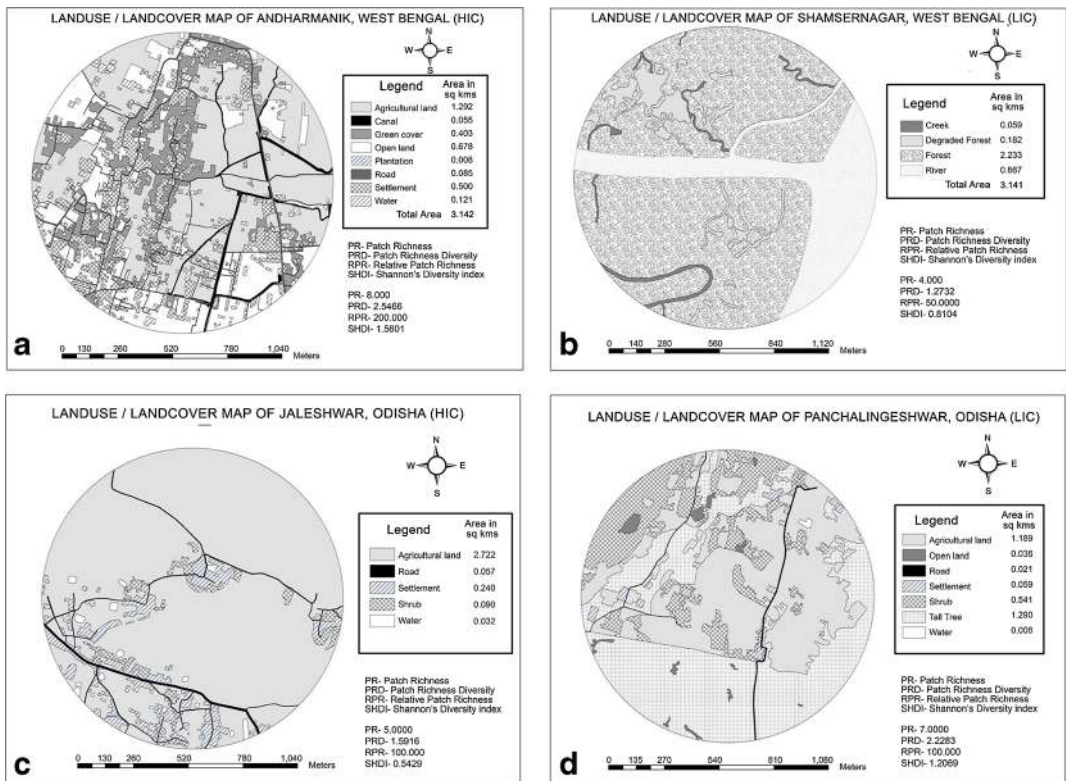 LANDUSE / LANDCOVER MAP OF ANDHARMANIK, WEST BENGAL (HIC)
N
W E
S
Legend Area in sq kms
Agricultural land 1.292
Canal 0.055
Green cover 0.403
Open land 0.678
Plantation 0.008
Road 0.085
Settlement 0.500
Water 0.121
Total Area 3.142
PR- Patch Richness
PRD- Patch Richness Diversity
RPR- Relative Patch Richness
SHDI- Shannon's Diversity index
PR- 8.000
PRD- 2.5466
RPR- 200.000
SHDI- 1.5601
a
0 130 260 520 780 1,040
Meters
LANDUSE / LANDCOVER MAP OF SHAMSERNAGAR, WEST BENGAL (LIC)
N
W E
S
Legend Area in sq kms
Creek 0.059
Degraded Forest 0.182
Forest 2.233
River 0.667
Total Area 3.141
PR- Patch Richness
PRD- Patch Richness Diversity
RPR- Relative Patch Richness
SHDI- Shannon's Diversity index
PR- 4.000
PRD- 1.2732
RPR- 50.0000
SHDI- 0.8104
b
0 140 280 560 840 1,120
Meters
LANDUSE / LANDCOVER MAP OF JALESHWAR, ODISHA (HIC)
N
W E
S
Legend Area in sq kms
Agricultural land 2.722
Road 0.057
Settlement 0.240
Shrub 0.090
Water 0.032
PR- Patch Richness
PRD- Patch Richness Diversity
RPR- Relative Patch Richness
SHDI- Shannon's Diversity index
PR- 5.0000
PRD- 1.5916
RPR- 100.000
SHDI- 0.5429
c
0 130 260 520 780 1,040
Meters
LANDUSE / LANDCOVER MAP OF PANCHALINGESHWAR, ODISHA (LIC)
N
W E
S
Legend Area in sq kms
Agricultural land 1.189
Open land 0.036
Road 0.021
Settlement 0.059
Shrub 0.541
Tall Tree 1.290
Water 0.006
PR- Patch Richness
PRD- Patch Richness Diversity
RPR- Relative Patch Richness
SHDI- Shannon's Diversity index
PR- 7.0000
PRD- 2.2283
RPR- 100.000
SHDI- 1.2069
d
0 135 270 540 810 1,080
Meters